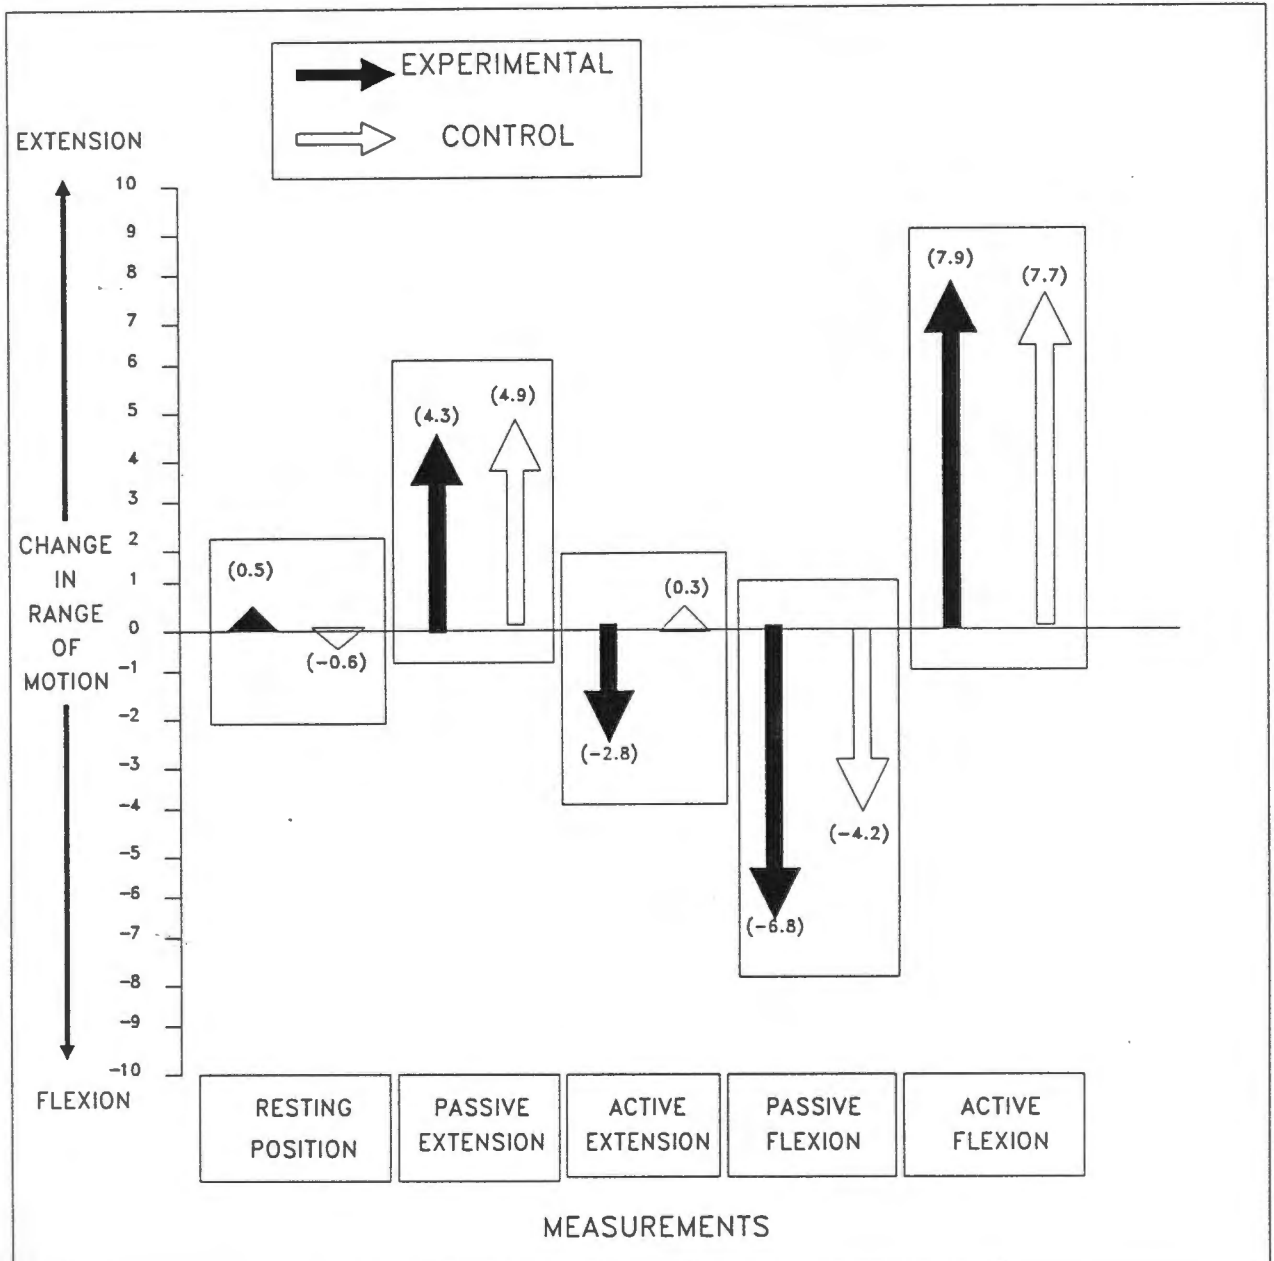 EXPERIMENTAL
CONTROL
EXTENSION
10
9
8
7
6
5
4
3
2
1
0
-1
-2
-3
-4
-5
-6
-7
-8
-9
-10
CHANGE
IN
RANGE
OF
MOTION
FLEXION
(0.5)
(-0.6)
(4.3)
(4.9)
(-2.8)
(0.3)
(-6.8)
(-4.2)
(7.9)
(7.7)
RESTING
POSITION
PASSIVE
EXTENSION
ACTIVE
EXTENSION
PASSIVE
FLEXION
ACTIVE
FLEXION
MEASUREMENTS